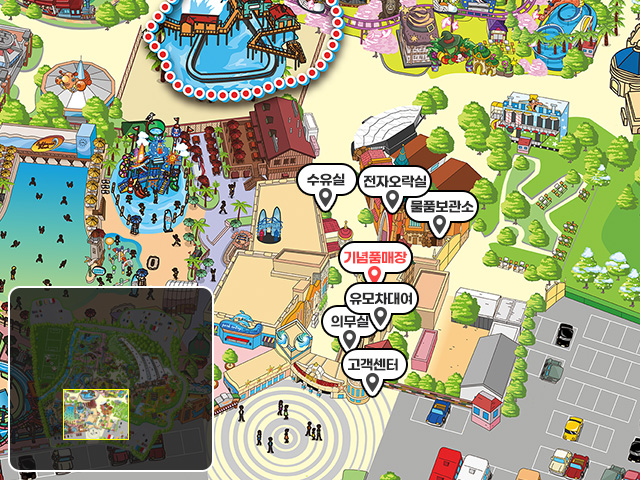 수유실
전자오락실
물품보관소
기념품매장
유모차대여
의무실
고객센터